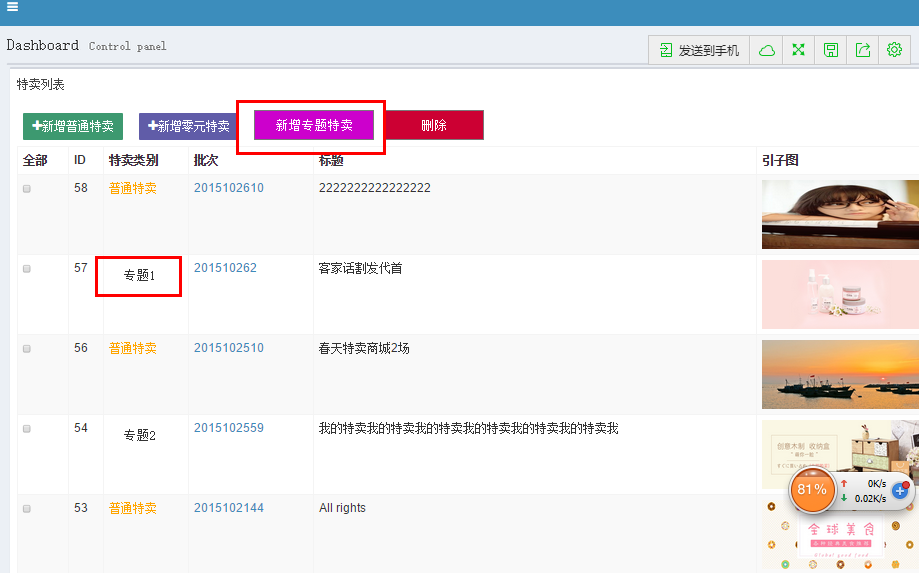 Dashboard Control panel
发送到手机
特卖列表
新增普通特卖 新增零元特卖 新增专题特卖 删除
全部 ID 特卖类别 批次 标题 引子图
58 普通特卖 2015102610 2222222222222222
57 专题1 201510262 客家话割发代首
56 普通特卖 2015102510 春天特卖商城2场
54 专题2 2015102559 我的特卖我的特卖我的特卖我的特卖我的特卖我的特卖我
创意木制 收纳盒
81% 0K/s
0.02K/s
53 普通特卖 2015102144 All rights
全球美食
Global good food